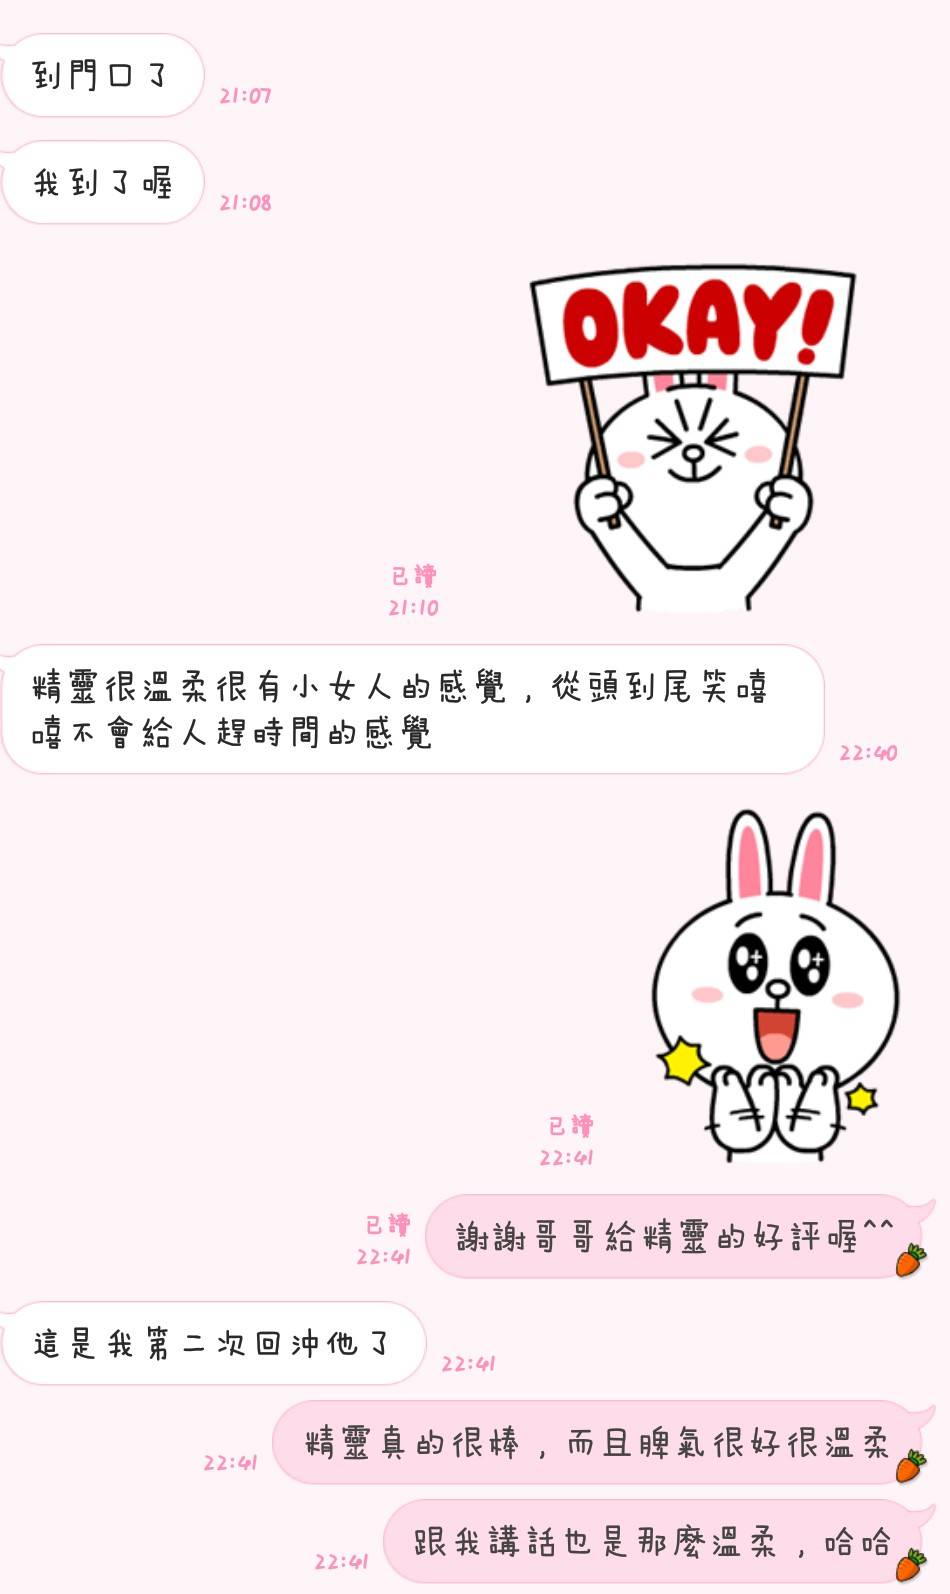 到門口了
21:07
我到了喔
21:08
OKAY!
已讀
21:10
精靈很溫柔很有小女人的感覺，從頭到尾笑嘻
嘻不會給人趕時間的感覺
22:40
已讀
22:41
已讀
22:41
謝謝哥哥給精靈的好評喔^^
這是我第二次回沖他了
22:41
精靈真的很棒，而且脾氣很好很溫柔
22:41
跟我講話也是那麼溫柔，哈哈
22:41